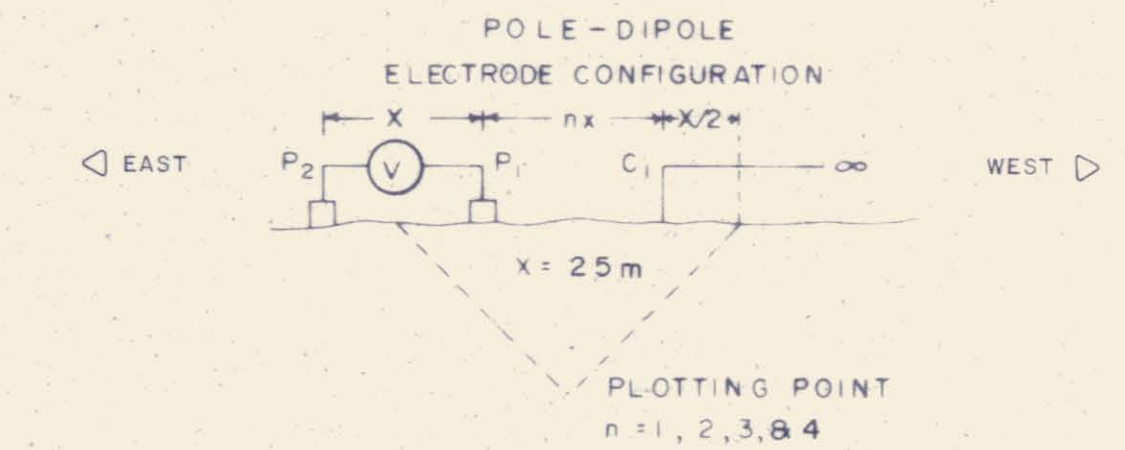 POLE-DIPOLE
ELECTRODE CONFIGURATION
X nx X/2
EAST P2 V P1 C1 ∞ WEST
x = 25m
PLOTTING POINT
n = 1, 2, 3, & 4